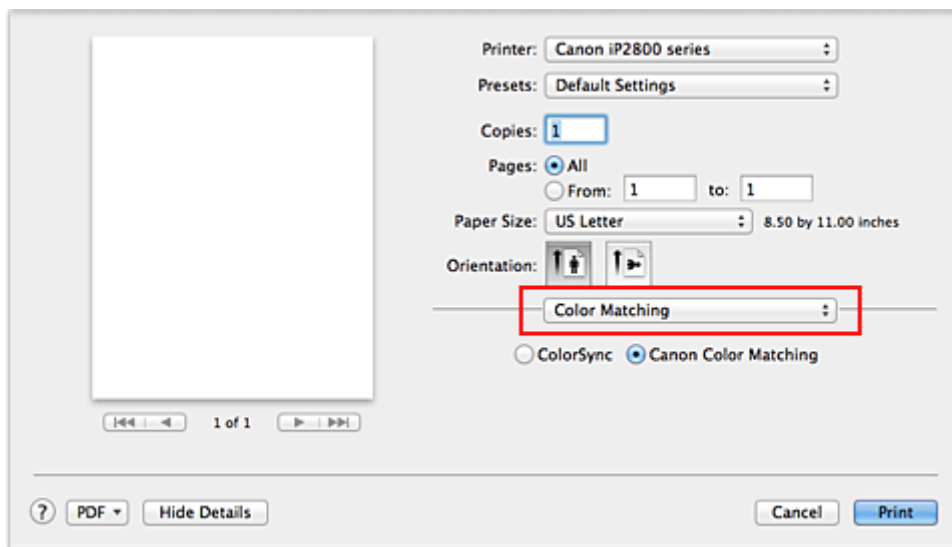 Printer: Canon iP2800 series
Presets: Default Settings
Copies: 1
Pages: All
From: 1 to: 1
Paper Size: US Letter 8.50 by 11.00 inches
Orientation:
Color Matching
ColorSync Canon Color Matching
1 of 1
? PDF Hide Details Cancel Print